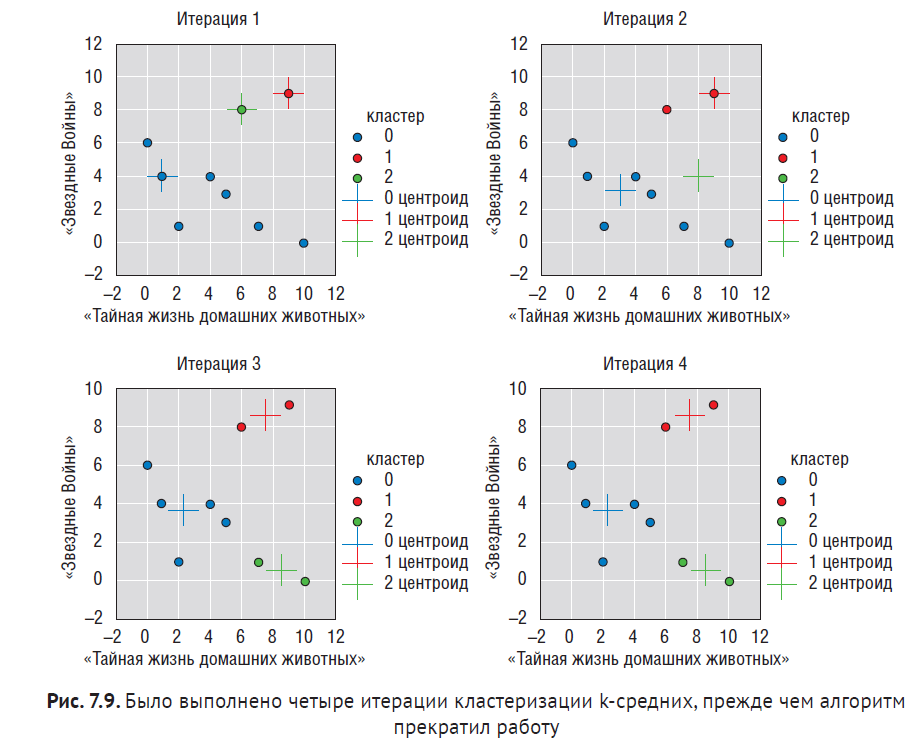 Итерация 1
12
10
8
6
4
2
0
–2
–2 0 2 4 6 8 10 12
«Звездные Войны»
«Тайная жизнь домашних животных»
кластер
0
1
2
0 центроид
1 центроид
2 центроид
Итерация 2
12
10
8
6
4
2
0
–2
–2 0 2 4 6 8 10 12
«Звездные Войны»
«Тайная жизнь домашних животных»
кластер
0
1
2
0 центроид
1 центроид
2 центроид
Итерация 3
10
8
6
4
2
0
–2
–2 0 2 4 6 8 10 12
«Звездные Войны»
«Тайная жизнь домашних животных»
кластер
0
1
2
0 центроид
1 центроид
2 центроид
Итерация 4
10
8
6
4
2
0
–2
–2 0 2 4 6 8 10 12
«Звездные Войны»
«Тайная жизнь домашних животных»
кластер
0
1
2
0 центроид
1 центроид
2 центроид
Рис. 7.9. Было выполнено четыре итерации кластеризации k-средних, прежде чем алгоритм
прекратил работу